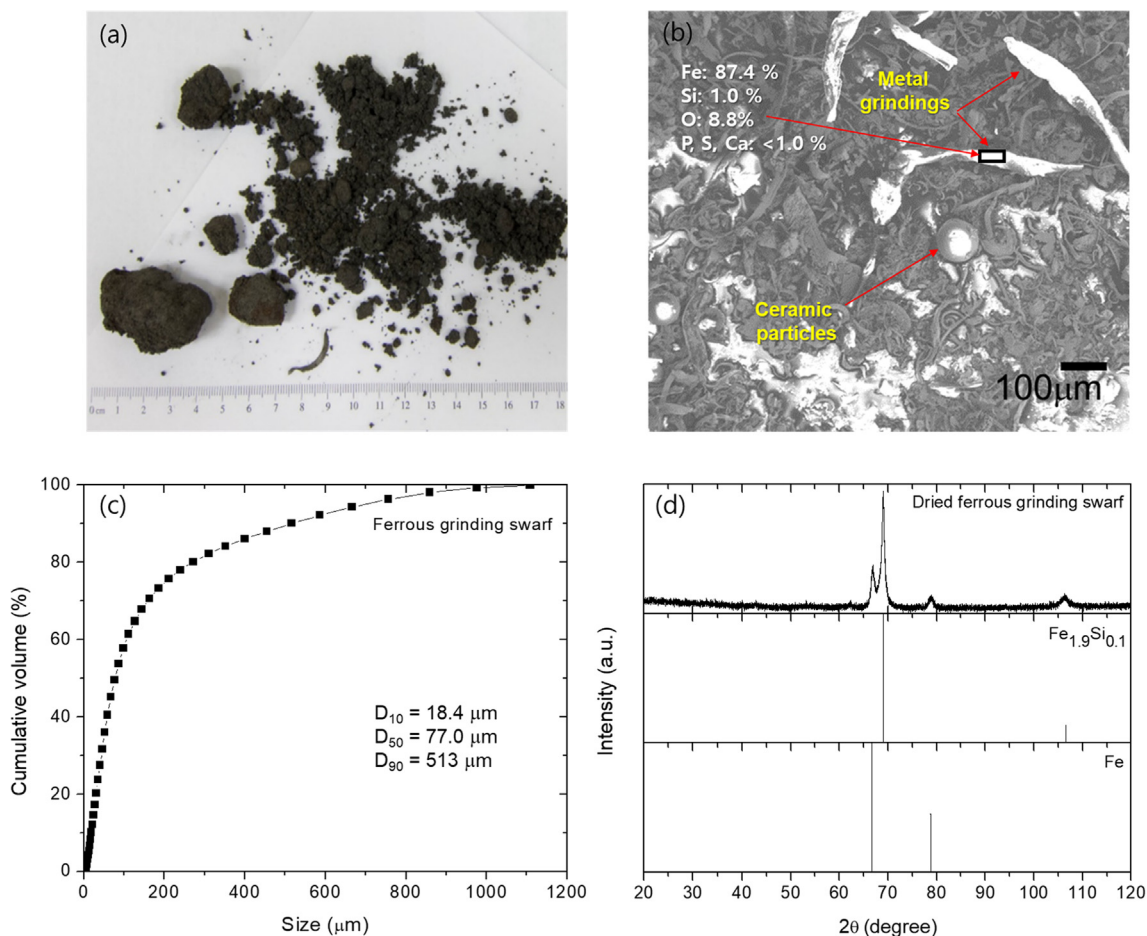 (a)
0 cm 1 2 3 4 5 6 7 8 9 10 11 12 13 14 15 16 17 18
(b)
Fe: 87.4 %
Si: 1.0 %
O: 8.8%
P, S, Ca: <1.0 %
Metal
grindings
Ceramic
particles
100μm
(c)
Ferrous grinding swarf
D10 = 18.4 μm
D50 = 77.0 μm
D90 = 513 μm
Cumulative volume (%)
100
80
60
40
20
0
0 200 400 600 800 1000 1200
Size (μm)
(d)
Dried ferrous grinding swarf
Fe1.9Si0.1
Fe
Intensity (a.u.)
20 30 40 50 60 70 80 90 100 110 120
2θ (degree)